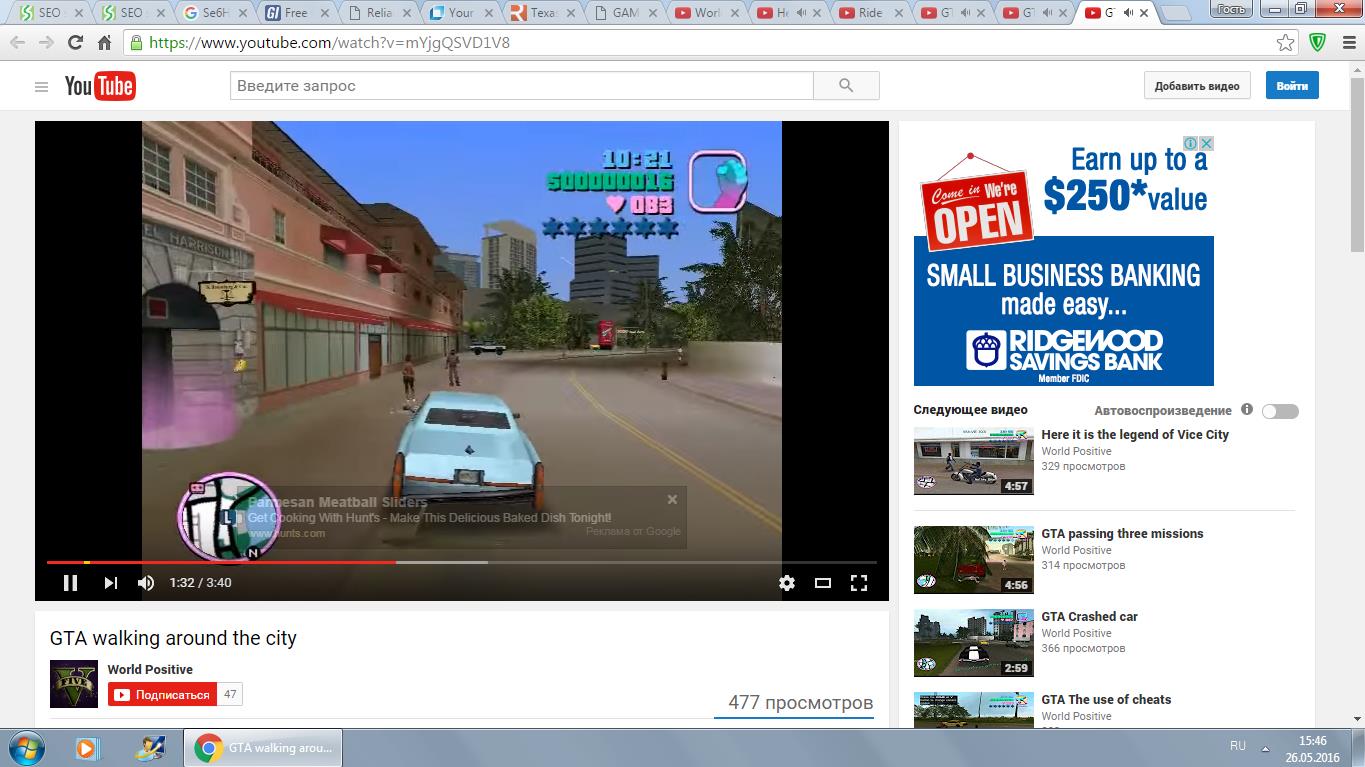 SEO
SEO
Se6H
Free
Relia
Your
Texas
GAM
Worl
He
Ride
GT
GT
GT
Гость
https://www.youtube.com/watch?v=mYjgQSVD1V8
YouTube
Введите запрос
Добавить видео
Войти
10:21
$00000016
083
HARRISON
L
N
Parmesan Meatball Sliders
Get Cooking With Hunt's - Make This Delicious Baked Dish Tonight!
www.hunts.com
Реклама от Google
1:32 / 3:40
GTA walking around the city
FIVE
World Positive
Подписаться 47
477 просмотров
Come in We're
OPEN
Earn up to a
$250* value
SMALL BUSINESS BANKING
made easy...
RIDGEWOOD
SAVINGS BANK
Member FDIC
Следующее видео
Автовоспроизведение
4:57
Here it is the legend of Vice City
World Positive
329 просмотров
4:56
GTA passing three missions
World Positive
314 просмотров
2:59
GTA Crashed car
World Positive
366 просмотров
GTA The use of cheats
World Positive
GTA walking arou...
RU
15:46
26.05.2016